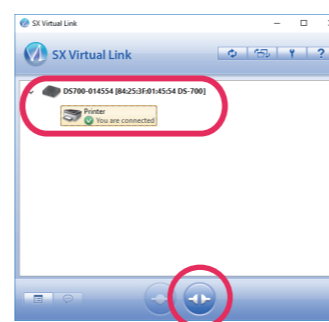 SX Virtual Link
SX Virtual Link
?
DS700-014554 [84:25:3F:01:45:54 DS-700]
Printer
You are connected